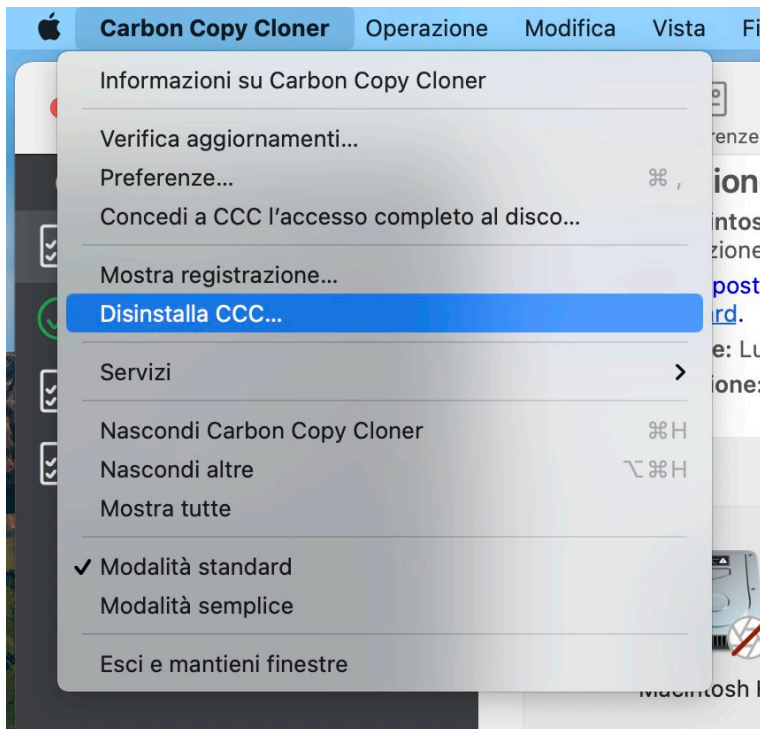 Carbon Copy Cloner Operazione Modifica Vista
Informazioni su Carbon Copy Cloner
Verifica aggiornamenti...
Preferenze... ⌘ ,
Concedi a CCC l'accesso completo al disco...
Mostra registrazione...
Disinstalla CCC...
Servizi
Nascondi Carbon Copy Cloner ⌘H
Nascondi altre ⌥⌘H
Mostra tutte
✓ Modalità standard
Modalità semplice
Esci e mantieni finestre